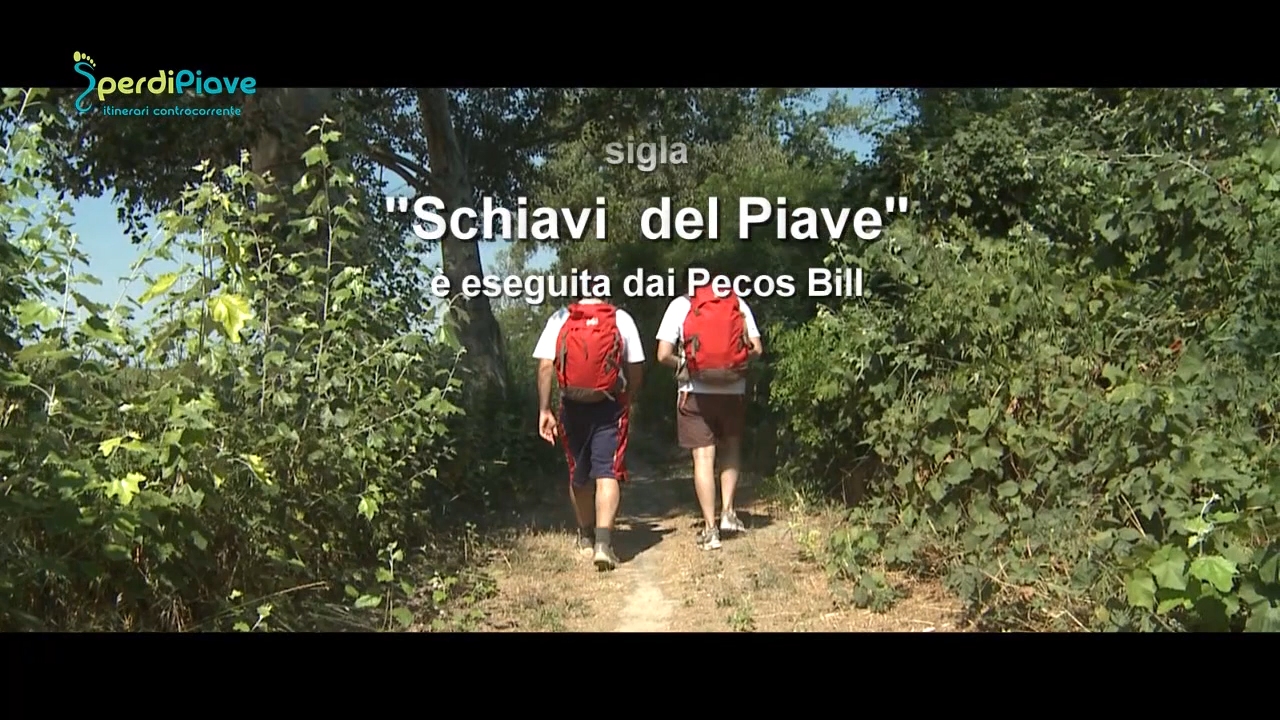 SperdiPiave
itinerari controcorrente
sigla
"Schiavi del Piave"
è eseguita dai Pecos Bill